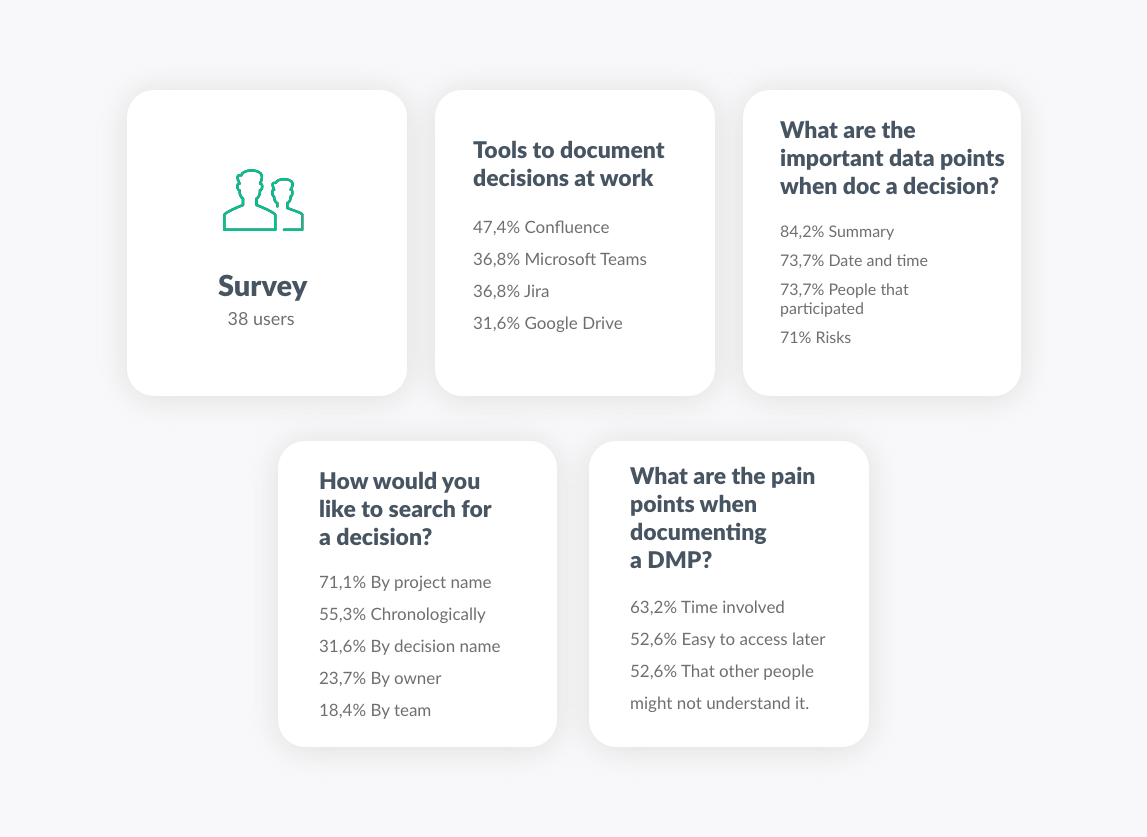 Survey
38 users
Tools to document
decisions at work
47,4% Confluence
36,8% Microsoft Teams
36,8% Jira
31,6% Google Drive
What are the
important data points
when doc a decision?
84,2% Summary
73,7% Date and time
73,7% People that
participated
71% Risks
How would you
like to search for
a decision?
71,1% By project name
55,3% Chronologically
31,6% By decision name
23,7% By owner
18,4% By team
What are the pain
points when
documenting
a DMP?
63,2% Time involved
52,6% Easy to access later
52,6% That other people
might not understand it.